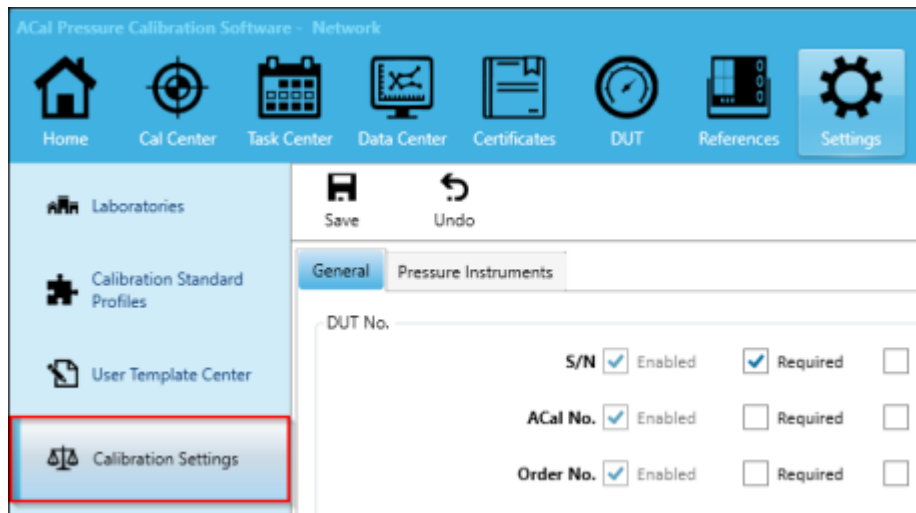 ACal Pressure Calibration Software - Network
Home Cal Center Task Center Data Center Certificates DUT References Settings
Laboratories
Calibration Standard
Profiles
User Template Center
Calibration Settings
Save Undo
General Pressure Instruments
DUT No.
S/N Enabled Required
ACal No. Enabled Required
Order No. Enabled Required